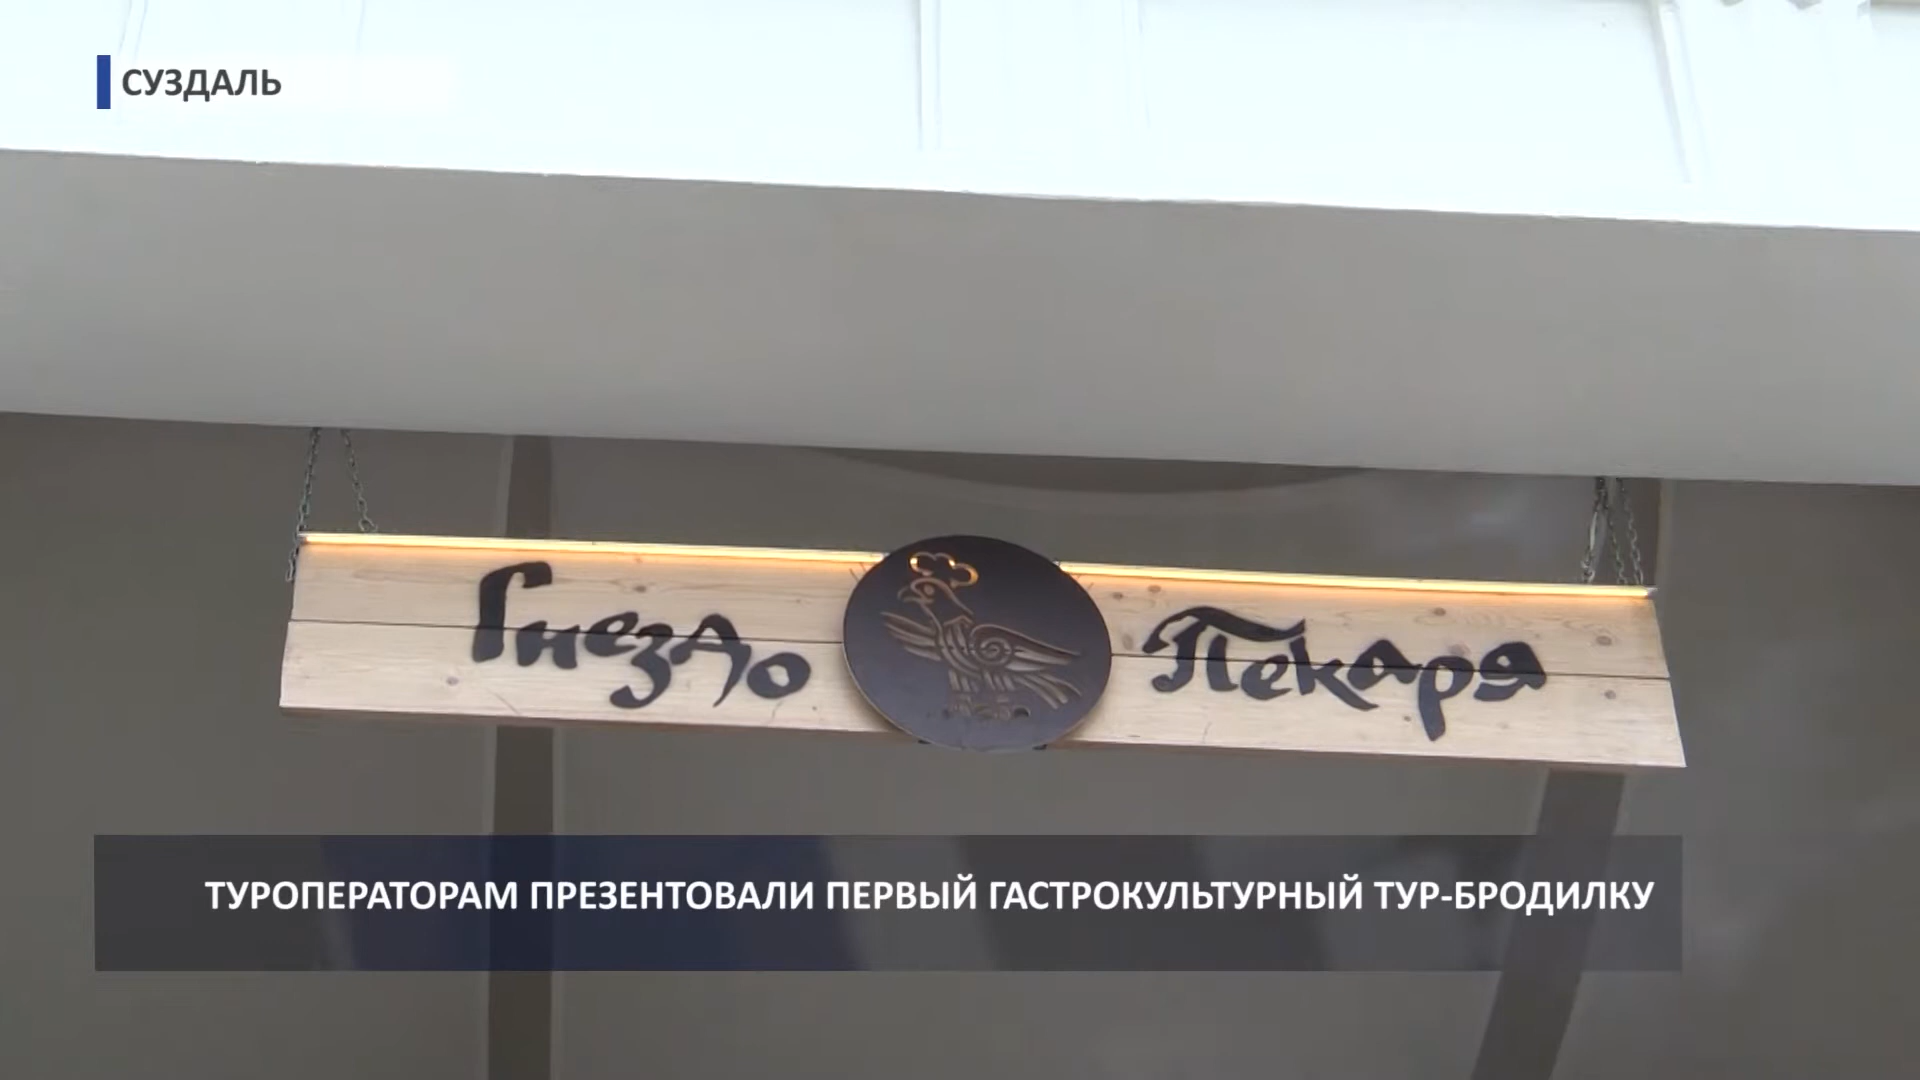 СУЗДАЛЬ
Гнездо Пекаря
ТУРОПЕРАТОРАМ ПРЕЗЕНТОВАЛИ ПЕРВЫЙ ГАСТРОКУЛЬТУРНЫЙ ТУР-БРОДИЛКУ